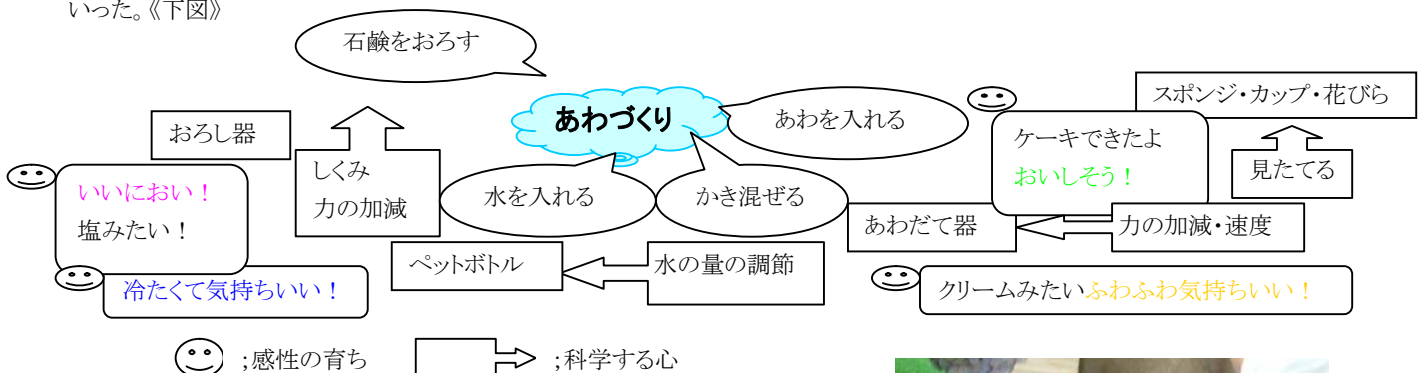 いった。《下図》
石鹸をおろす
スポンジ・カップ・花びら
あわづくり
あわを入れる
おろし器
ケーキできたよ
おいしそう！
見たてる
しくみ
力の加減
いいにおい！
塩みたい！
水を入れる
かき混ぜる
あわだて器
力の加減・速度
ペットボトル
水の量の調節
冷たくて気持ちいい！
クリームみたいふわふわ気持ちいい！
;感性の育ち
;科学する心